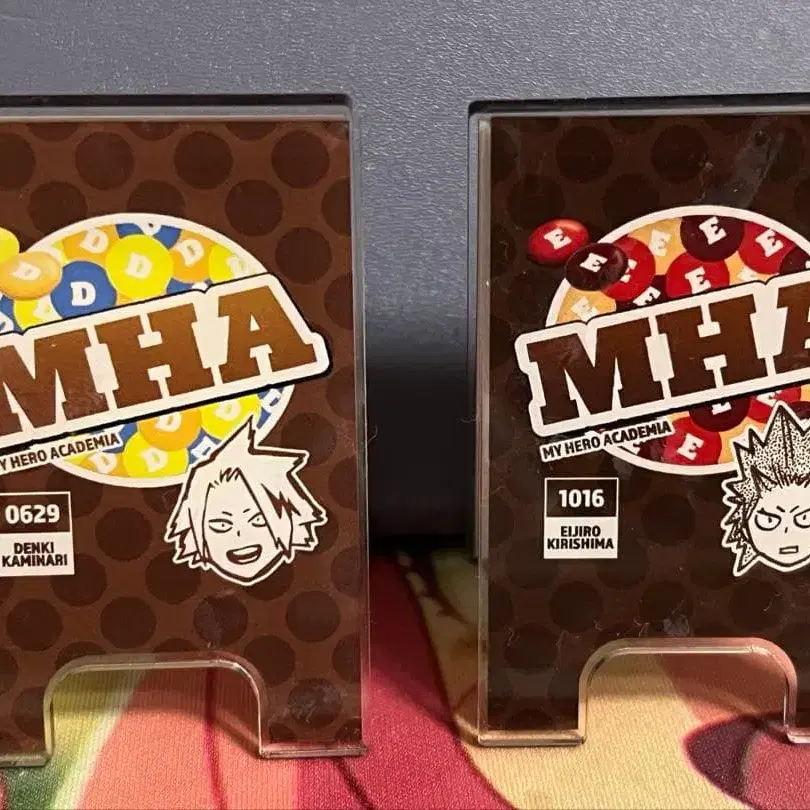 D D D D D D D D
MHA
MY HERO ACADEMIA
D D D D D
0629
DENKI
KAMINARI
E E E E E E E
MHA
MY HERO ACADEMIA
E E E E
1016
EIJIRO
KIRISHIMA